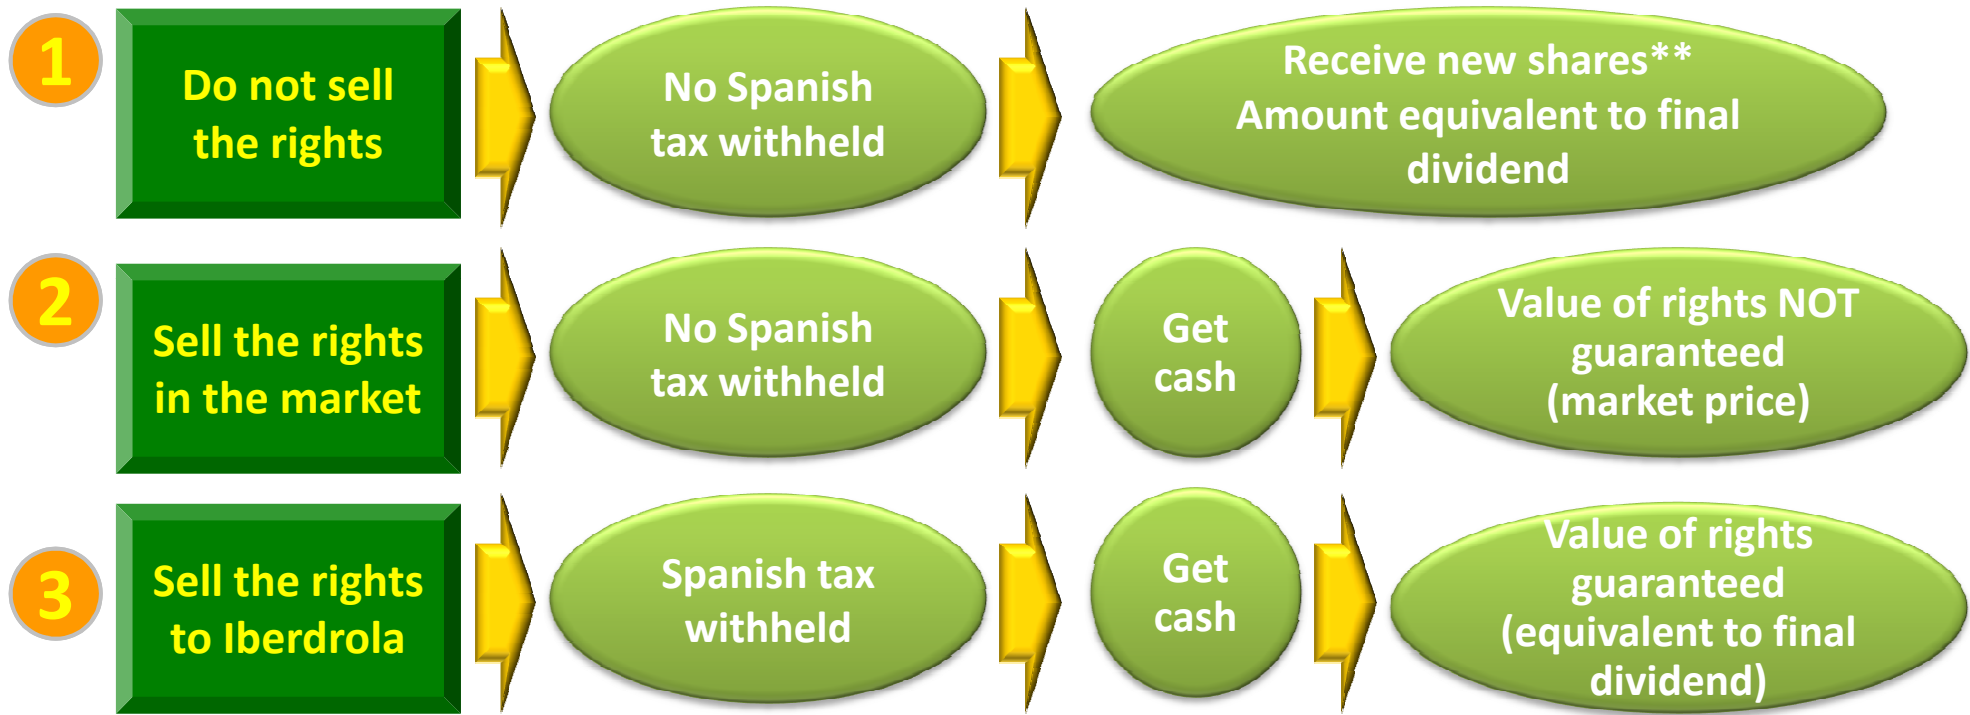 1
Do not sell
the rights
No Spanish
tax withheld
Receive new shares**
Amount equivalent to final
dividend
2
Sell the rights
in the market
No Spanish
tax withheld
Get
cash
Value of rights NOT
guaranteed
(market price)
3
Sell the rights
to Iberdrola
Spanish tax
withheld
Get
cash
Value of rights
guaranteed
(equivalent to final
dividend)